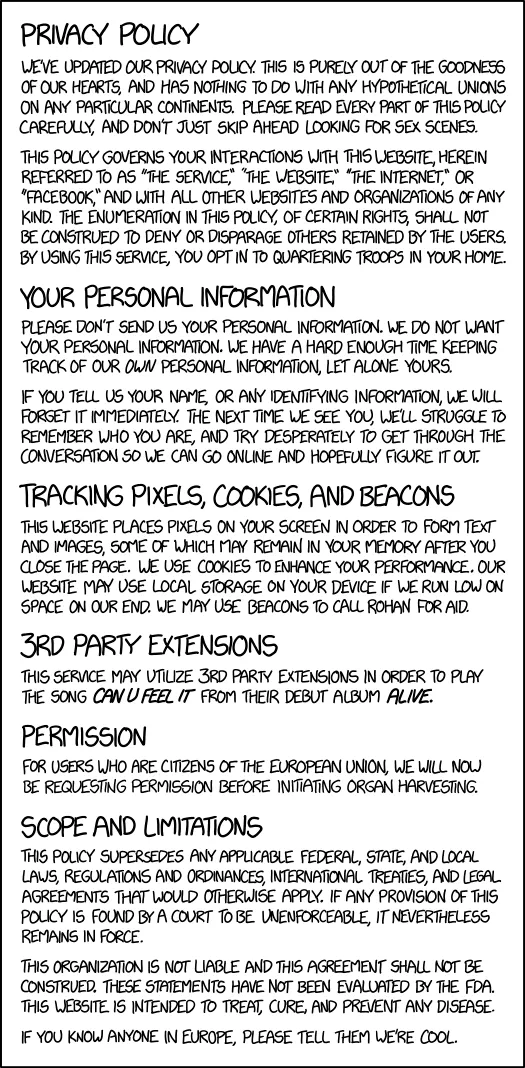 PRIVACY POLICY
WE'VE UPDATED OUR PRIVACY POLICY. THIS IS PURELY OUT OF THE GOODNESS
OF OUR HEARTS, AND HAS NOTHING TO DO WITH ANY HYPOTHETICAL UNIONS
ON ANY PARTICULAR CONTINENTS. PLEASE READ EVERY PART OF THIS POLICY
CAREFULLY, AND DON'T JUST SKIP AHEAD LOOKING FOR SEX SCENES.
THIS POLICY GOVERNS YOUR INTERACTIONS WITH THIS WEBSITE, HEREIN
REFERRED TO AS "THE SERVICE," "THE WEBSITE," "THE INTERNET," OR
"FACEBOOK," AND WITH ALL OTHER WEBSITES AND ORGANIZATIONS OF ANY
KIND. THE ENUMERATION IN THIS POLICY, OF CERTAIN RIGHTS, SHALL NOT
BE CONSTRUED TO DENY OR DISPARAGE OTHERS RETAINED BY THE USERS.
BY USING THIS SERVICE, YOU OPT IN TO QUARTERING TROOPS IN YOUR HOME.
YOUR PERSONAL INFORMATION
PLEASE DON'T SEND US YOUR PERSONAL INFORMATION. WE DO NOT WANT
YOUR PERSONAL INFORMATION. WE HAVE A HARD ENOUGH TIME KEEPING
TRACK OF OUR OWN PERSONAL INFORMATION, LET ALONE YOURS.
IF YOU TELL US YOUR NAME, OR ANY IDENTIFYING INFORMATION, WE WILL
FORGET IT IMMEDIATELY. THE NEXT TIME WE SEE YOU, WE'LL STRUGGLE TO
REMEMBER WHO YOU ARE, AND TRY DESPERATELY TO GET THROUGH THE
CONVERSATION SO WE CAN GO ONLINE AND HOPEFULLY FIGURE IT OUT.
TRACKING PIXELS, COOKIES, AND BEACONS
THIS WEBSITE PLACES PIXELS ON YOUR SCREEN IN ORDER TO FORM TEXT
AND IMAGES, SOME OF WHICH MAY REMAIN IN YOUR MEMORY AFTER YOU
CLOSE THE PAGE. WE USE COOKIES TO ENHANCE YOUR PERFORMANCE. OUR
WEBSITE MAY USE LOCAL STORAGE ON YOUR DEVICE IF WE RUN LOW ON
SPACE ON OUR END. WE MAY USE BEACONS TO CALL ROHAN FOR AID.
3RD PARTY EXTENSIONS
THIS SERVICE MAY UTILIZE 3RD PARTY EXTENSIONS IN ORDER TO PLAY
THE SONG CAN U FEEL IT FROM THEIR DEBUT ALBUM ALIVE.
PERMISSION
FOR USERS WHO ARE CITIZENS OF THE EUROPEAN UNION, WE WILL NOW
BE REQUESTING PERMISSION BEFORE INITIATING ORGAN HARVESTING.
SCOPE AND LIMITATIONS
THIS POLICY SUPERSEDES ANY APPLICABLE FEDERAL, STATE, AND LOCAL
LAWS, REGULATIONS AND ORDINANCES, INTERNATIONAL TREATIES, AND LEGAL
AGREEMENTS THAT WOULD OTHERWISE APPLY. IF ANY PROVISION OF THIS
POLICY IS FOUND BY A COURT TO BE UNENFORCEABLE, IT NEVERTHELESS
REMAINS IN FORCE.
THIS ORGANIZATION IS NOT LIABLE AND THIS AGREEMENT SHALL NOT BE
CONSTRUED. THESE STATEMENTS HAVE NOT BEEN EVALUATED BY THE FDA.
THIS WEBSITE IS INTENDED TO TREAT, CURE, AND PREVENT ANY DISEASE.
IF YOU KNOW ANYONE IN EUROPE, PLEASE TELL THEM WE'RE COOL.